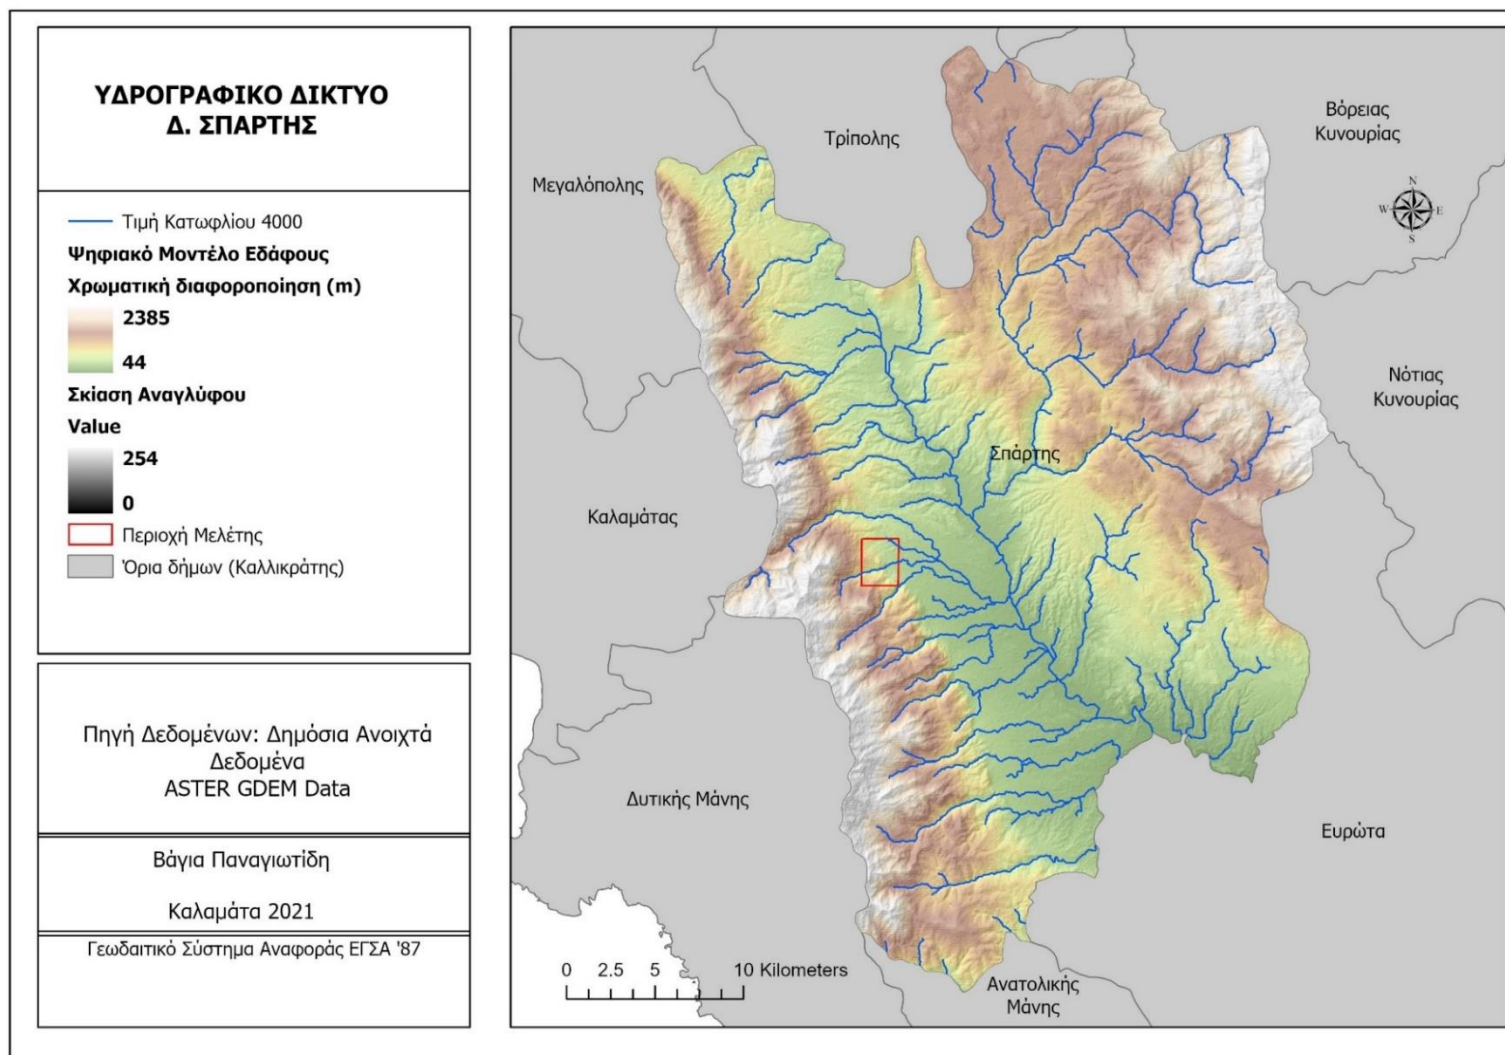 ΥΔΡΟΓΡΑΦΙΚΟ ΔΙΚΤΥΟ
Δ. ΣΠΑΡΤΗΣ
Τιμή Κατωφλίου 4000
Ψηφιακό Μοντέλο Εδάφους
Χρωματική διαφοροποίηση (m)
2385
44
Σκίαση Αναγλύφου
Value
254
0
Περιοχή Μελέτης
Όρια δήμων (Καλλικράτης)
Πηγή Δεδομένων: Δημόσια Ανοιχτά
Δεδομένα
ASTER GDEM Data
Βάγια Παναγιωτίδη
Καλαμάτα 2021
Γεωδαιτικό Σύστημα Αναφοράς ΕΓΣΑ '87
Βόρειας
Κυνουρίας
Τρίπολης
Μεγαλόπολης
N
W E
S
Νότιας
Κυνουρίας
Σπάρτης
Καλαμάτας
Δυτικής Μάνης
Ευρώτα
0 2.5 5 10 Kilometers
Ανατολικής
Μάνης